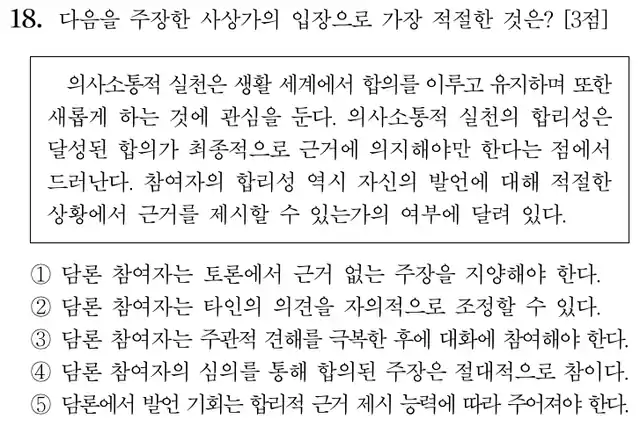 18. 다음을 주장한 사상가의 입장으로 가장 적절한 것은? [3점]
의사소통적 실천은 생활 세계에서 합의를 이루고 유지하며 또한
새롭게 하는 것에 관심을 둔다. 의사소통적 실천의 합리성은
달성된 합의가 최종적으로 근거에 의지해야만 한다는 점에서
드러난다. 참여자의 합리성 역시 자신의 발언에 대해 적절한
상황에서 근거를 제시할 수 있는가의 여부에 달려 있다.
① 담론 참여자는 토론에서 근거 없는 주장을 지양해야 한다.
② 담론 참여자는 타인의 의견을 자의적으로 조정할 수 있다.
③ 담론 참여자는 주관적 견해를 극복한 후에 대화에 참여해야 한다.
④ 담론 참여자의 심의를 통해 합의된 주장은 절대적으로 참이다.
⑤ 담론에서 발언 기회는 합리적 근거 제시 능력에 따라 주어져야 한다.